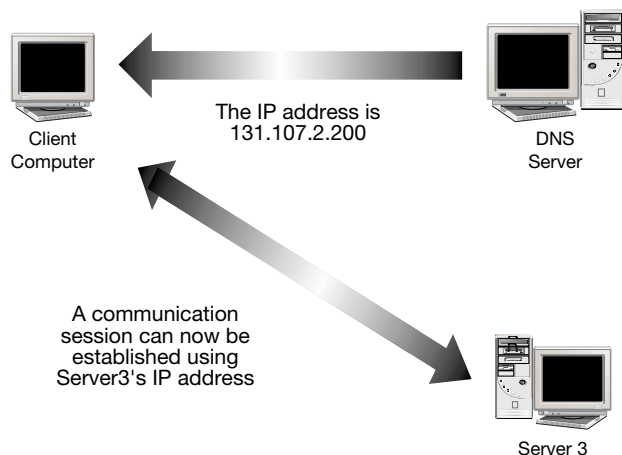 The IP address is
131.107.2.200
Client
Computer
DNS
Server
A communication
session can now be
established using
Server3's IP address
Server 3